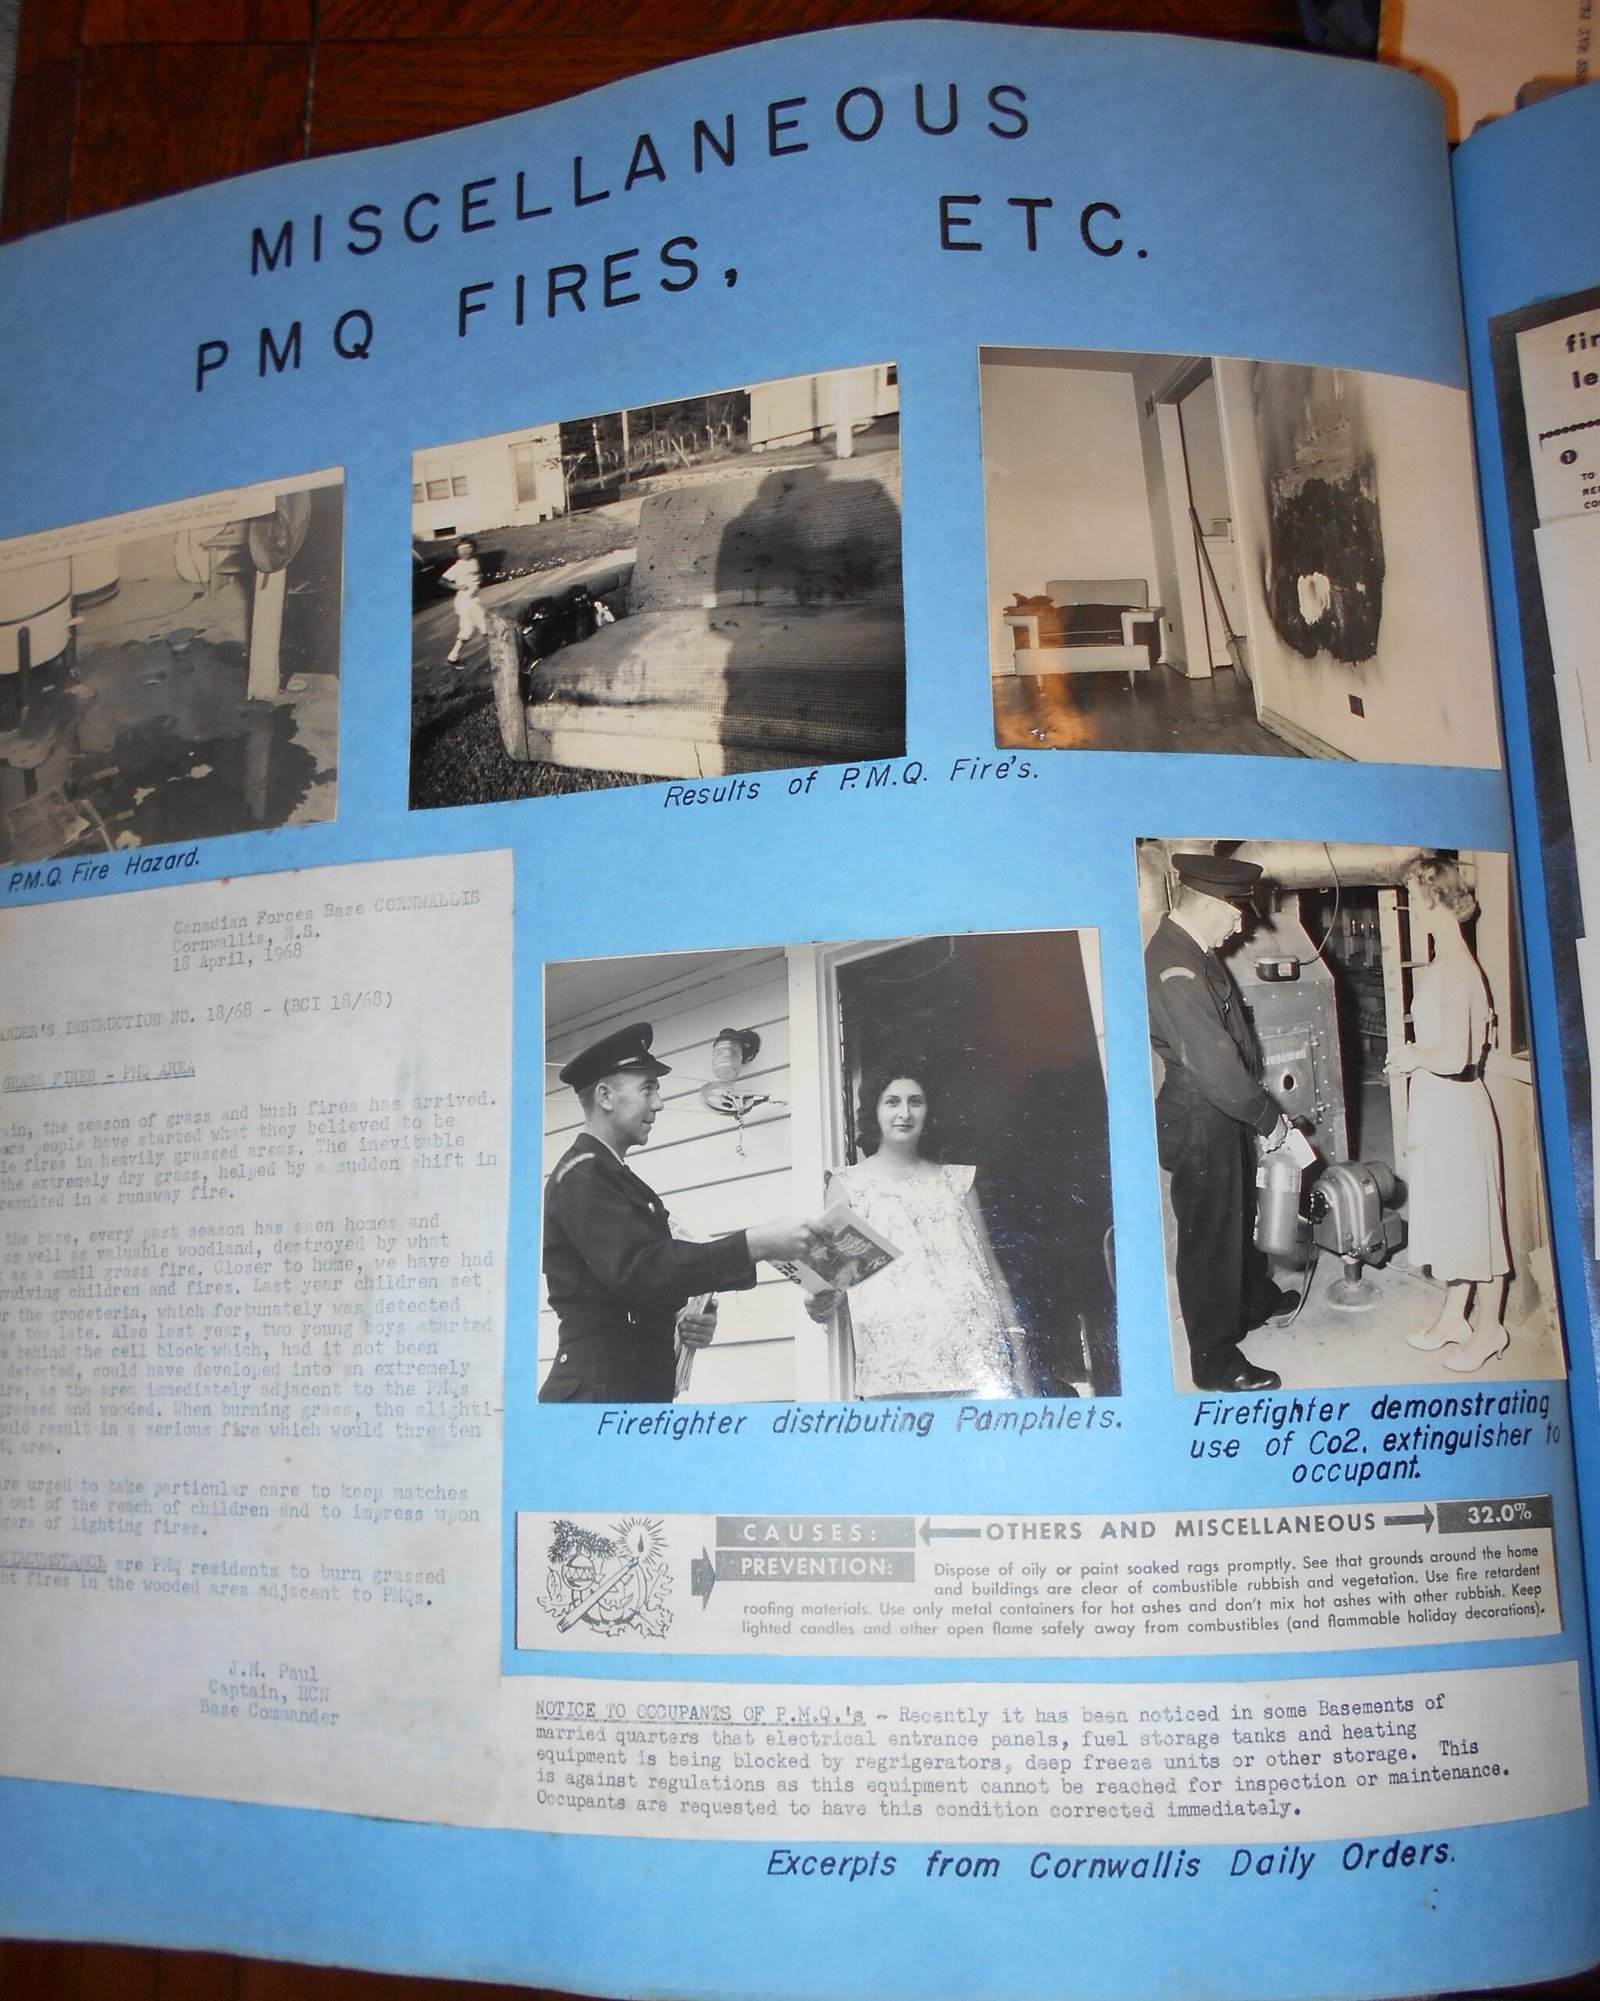 MISCELLANEOUS
PMQ FIRES, ETC.
P.M.Q. Fire Hazard.
Results of P.M.Q. Fire's.
Canadian Forces Base CORNWALLIS
Cornwallis, N.S.
18 April, 1968
ANDER'S INSTRUCTION NO. 18/68 - (BCI 18/68)
GRASS FIRES - PMQ AREA
ain, the season of grass and bush fires has arrived.
ers people have started what they believed to be
le fires in heavily grassed areas. The inevitable
the extremely dry grass, helped by a sudden shift in
resulted in a runaway fire.
the base, every past season has seen homes and
as well as valuable woodland, destroyed by what
as a small grass fire. Closer to home, we have had
volving children and fires. Last year children set
r the groceteria, which fortunately was detected
s too late. Also last year, two young boys started
e behind the cell block which, had it not been
detected, could have developed into an extremely
ire, as the area immediately adjacent to the PMQs
grassed and wooded. When burning grass, the slighti-
ould result in a serious fire which would threaten
area.
re urged to take particular care to keep matches
out of the reach of children and to impress upon
gers of lighting fires.
CIRCUMSTANCE are PMQ residents to burn grassed
ht fires in the wooded area adjacent to PMQs.
J.M. Paul
Captain, RCN
Base Commander
Firefighter distributing Pamphlets.
Firefighter demonstrating
use of Co2. extinguisher to
occupant.
CAUSES: OTHERS AND MISCELLANEOUS 32.0%
PREVENTION: Dispose of oily or paint soaked rags promptly. See that grounds around the home
and buildings are clear of combustible rubbish and vegetation. Use fire retardent
roofing materials. Use only metal containers for hot ashes and don't mix hot ashes with other rubbish. Keep
lighted candles and other open flame safely away from combustibles (and flammable holiday decorations).
NOTICE TO OCCUPANTS OF P.M.Q.'s - Recently it has been noticed in some Basements of
married quarters that electrical entrance panels, fuel storage tanks and heating
equipment is being blocked by regrigerators, deep freeze units or other storage. This
is against regulations as this equipment cannot be reached for inspection or maintenance.
Occupants are requested to have this condition corrected immediately.
Excerpts from Cornwallis Daily Orders.
fir
le
1
TO
RE
CO